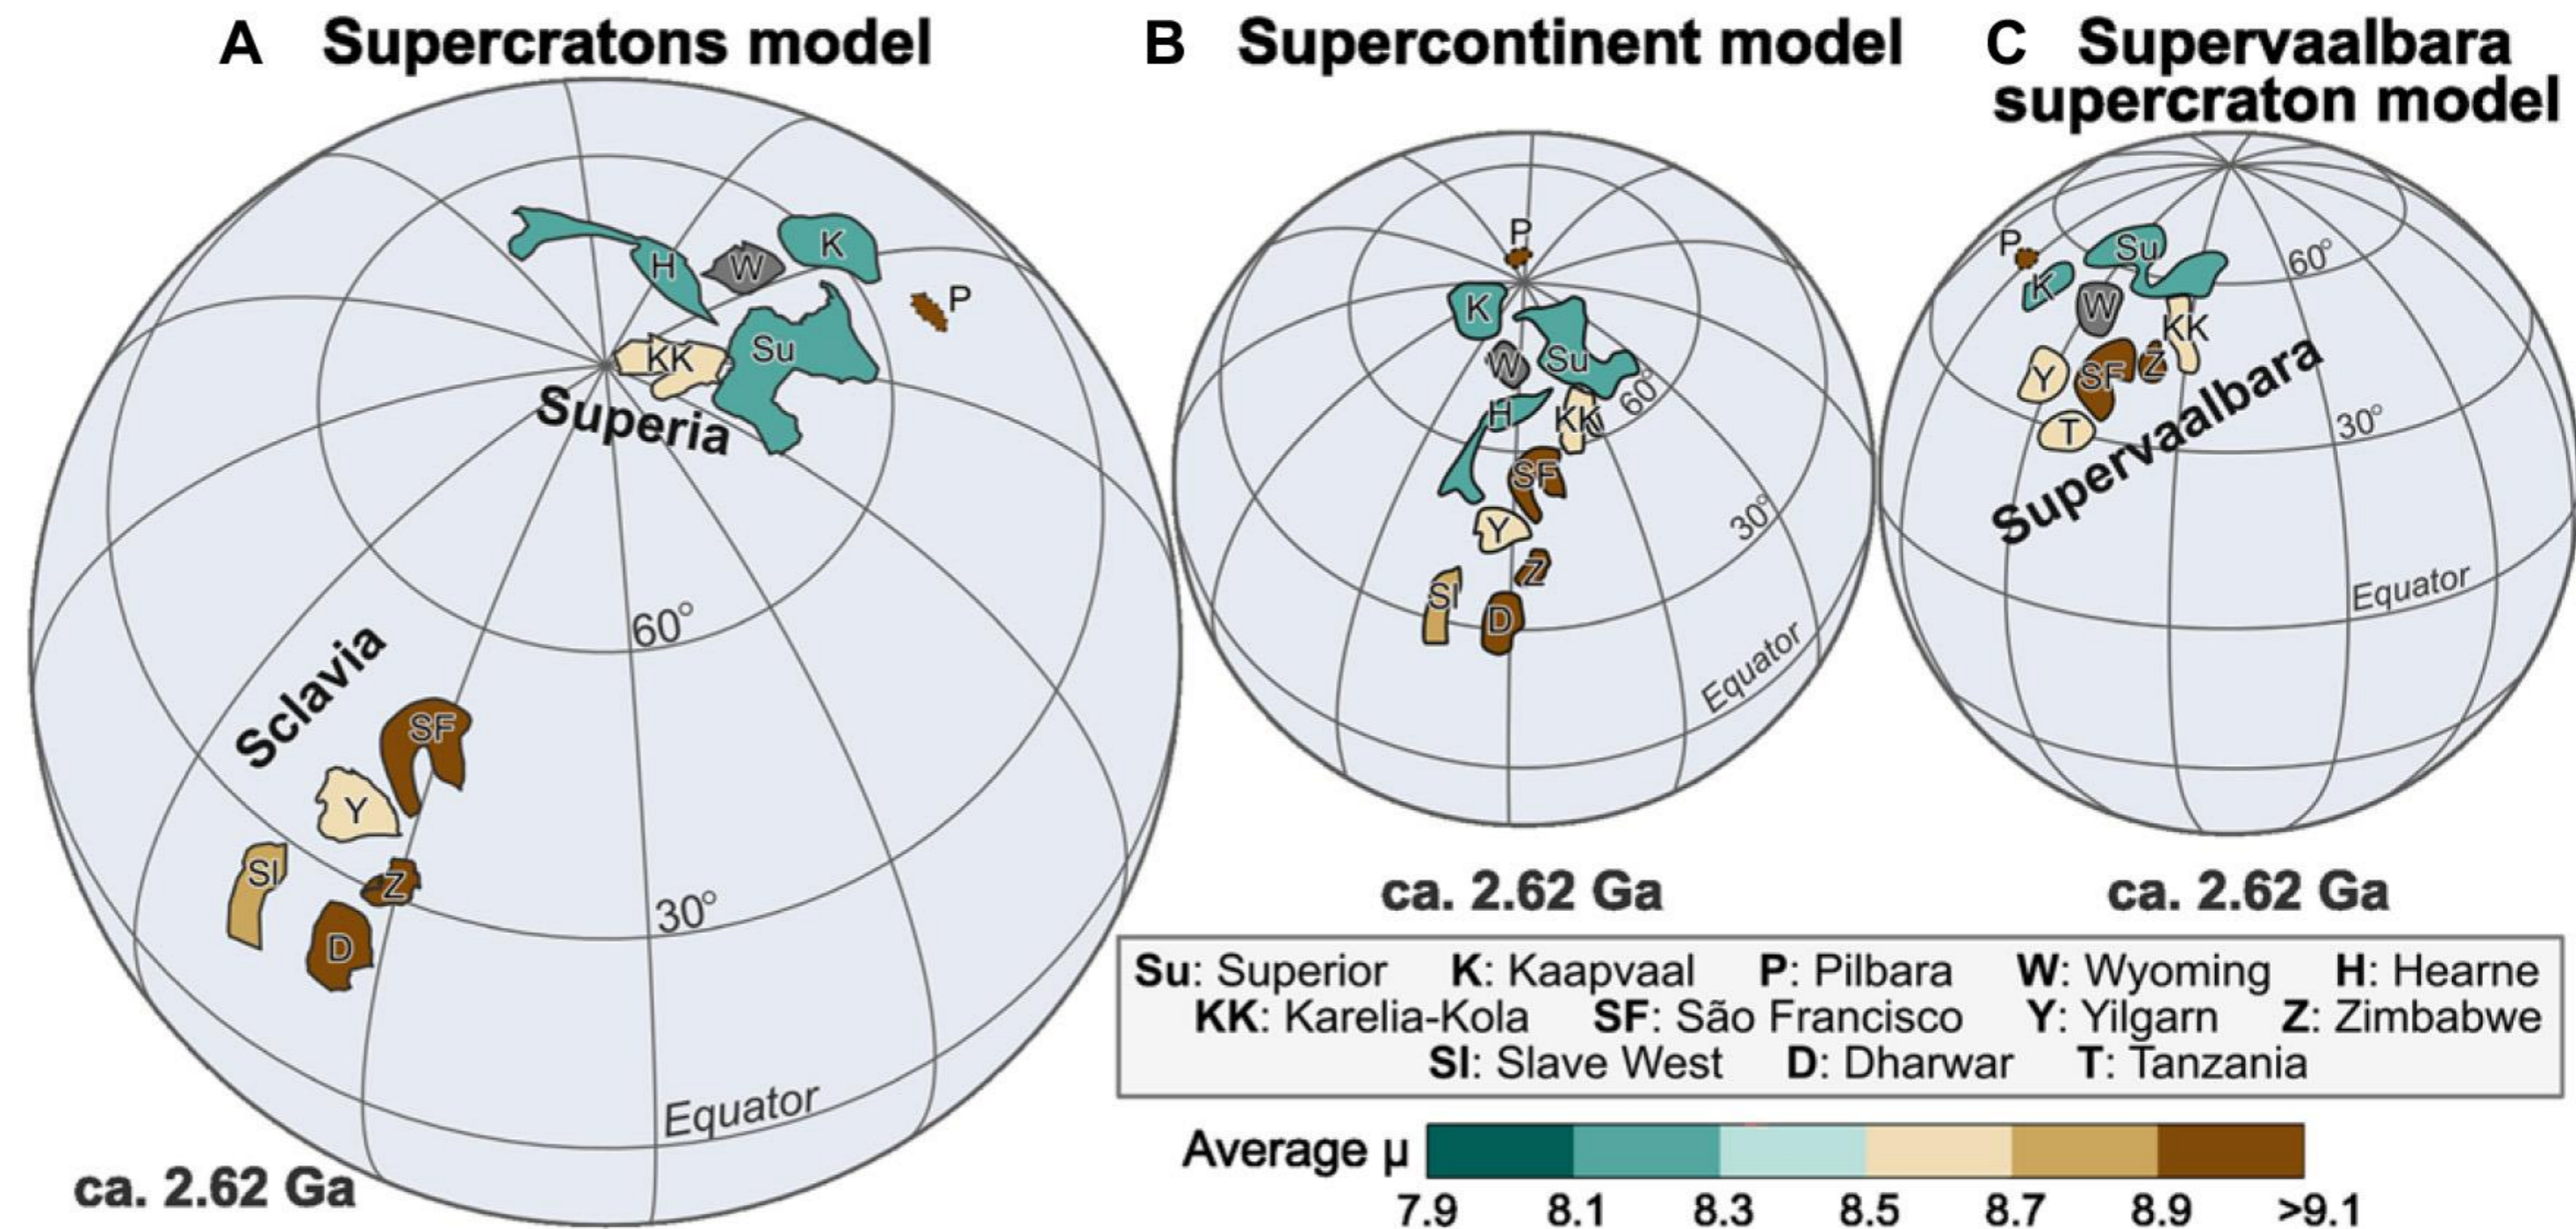 A Supercratons model
H
W
K
P
KK
Su
Superia
60°
Sclavia
SF
Y
SI
Z
D
30°
Equator
ca. 2.62 Ga
B Supercontinent model
P
K
W
Su
H
KK
60°
SF
Y
Z
SI
D
30°
Equator
ca. 2.62 Ga
C Supervaalbara
supercraton model
P
Su
K
W
KK
60°
Y
SF
Z
T
30°
Supervaalbara
Equator
ca. 2.62 Ga
Su: Superior K: Kaapvaal P: Pilbara W: Wyoming H: Hearne
KK: Karelia-Kola SF: São Francisco Y: Yilgarn Z: Zimbabwe
SI: Slave West D: Dharwar T: Tanzania
Average μ
7.9 8.1 8.3 8.5 8.7 8.9 >9.1